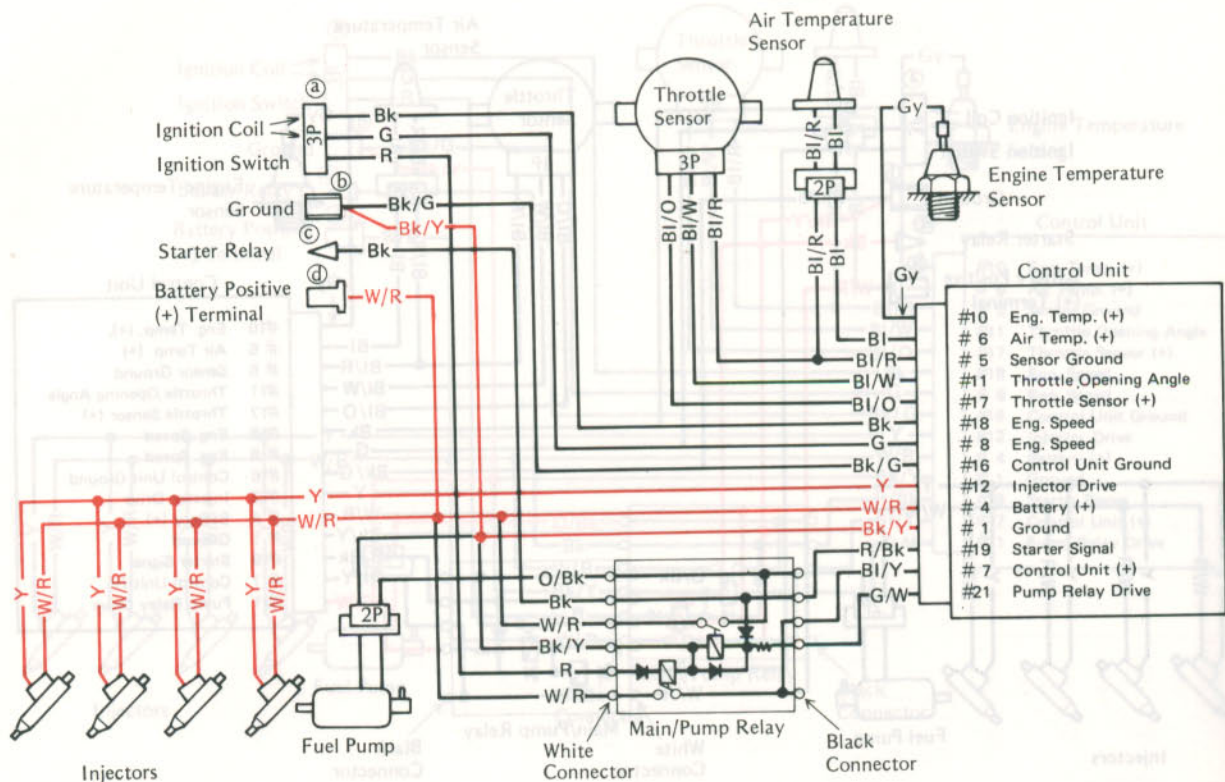 Air Temperature
Sensor
ⓐ
Ignition Coil
3P
Ignition Switch
Bk
G
R
ⓑ
Ground
Bk/G
Bk/Y
ⓒ
Starter Relay
Bk
ⓓ
Battery Positive
(+) Terminal
W/R
Throttle
Sensor
3P
Bl/O
Bl/W
Bl/R
Bl/R
Bl
2P
Bl/R
Bl
Gy
Engine Temperature
Sensor
Gy
Control Unit
#10 Eng. Temp. (+)
Bl # 6 Air Temp. (+)
Bl/R # 5 Sensor Ground
Bl/W #11 Throttle Opening Angle
Bl/O #17 Throttle Sensor (+)
Bk #18 Eng. Speed
G # 8 Eng. Speed
Bk/G #16 Control Unit Ground
Y #12 Injector Drive
W/R # 4 Battery (+)
Bk/Y # 1 Ground
R/Bk #19 Starter Signal
Bl/Y # 7 Control Unit (+)
G/W #21 Pump Relay Drive
Y
W/R
Y
W/R
Y
W/R
Y
W/R
Y
W/R
O/Bk
Bk
W/R
Bk/Y
R
W/R
2P
Fuel Pump
Main/Pump Relay
White
Connector
Black
Connector
Injectors